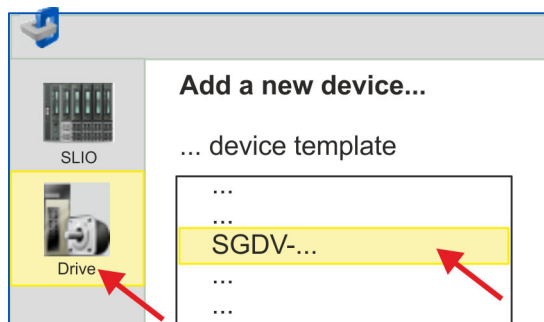 Add a new device...
SLIO
... device template
...
...
SGDV-...
Drive
...
...